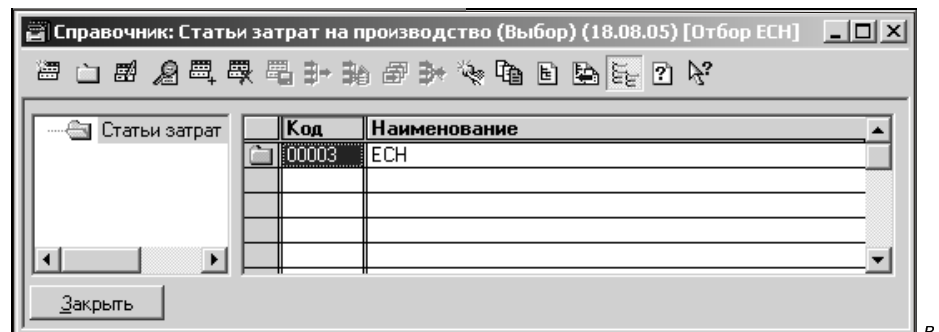 Справочник: Статьи затрат на производство (Выбор) (18.08.05) [Отбор ЕСН]
Статьи затрат
Код Наименование
00003 ЕСН
Закрыть